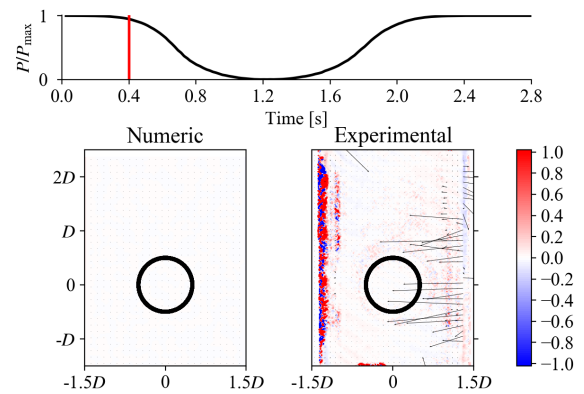 1
P/Pmax
0
0.0 0.4 0.8 1.2 1.6 2.0 2.4 2.8
Time [s]
Numeric Experimental
2D
D
0
-D
-1.5D 0 1.5D
-1.5D 0 1.5D
1.0
0.8
0.6
0.4
0.2
0.0
−0.2
−0.4
−0.6
−0.8
−1.0